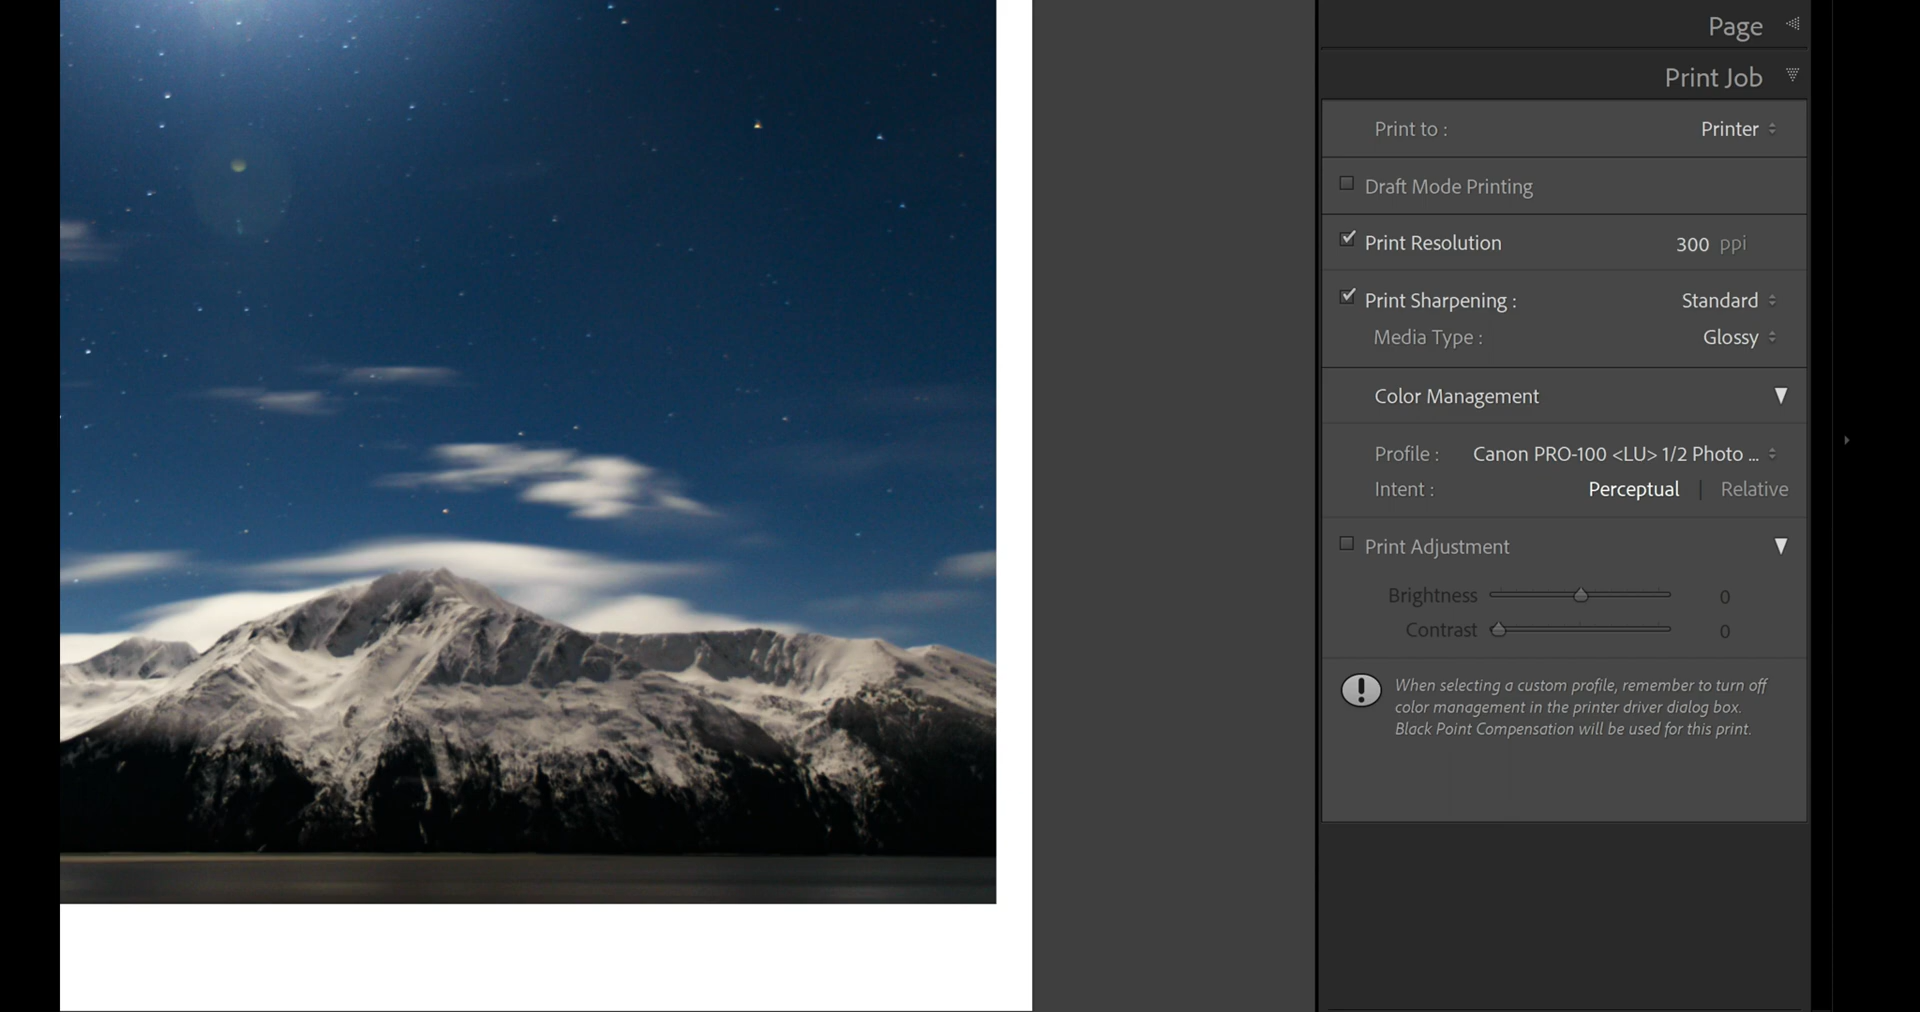 Page
Print Job
Print to : Printer
Draft Mode Printing
Print Resolution 300 ppi
Print Sharpening : Standard
Media Type : Glossy
Color Management
Profile : Canon PRO-100 <LU> 1/2 Photo ...
Intent : Perceptual | Relative
Print Adjustment
Brightness 0
Contrast 0
When selecting a custom profile, remember to turn off
color management in the printer driver dialog box.
Black Point Compensation will be used for this print.